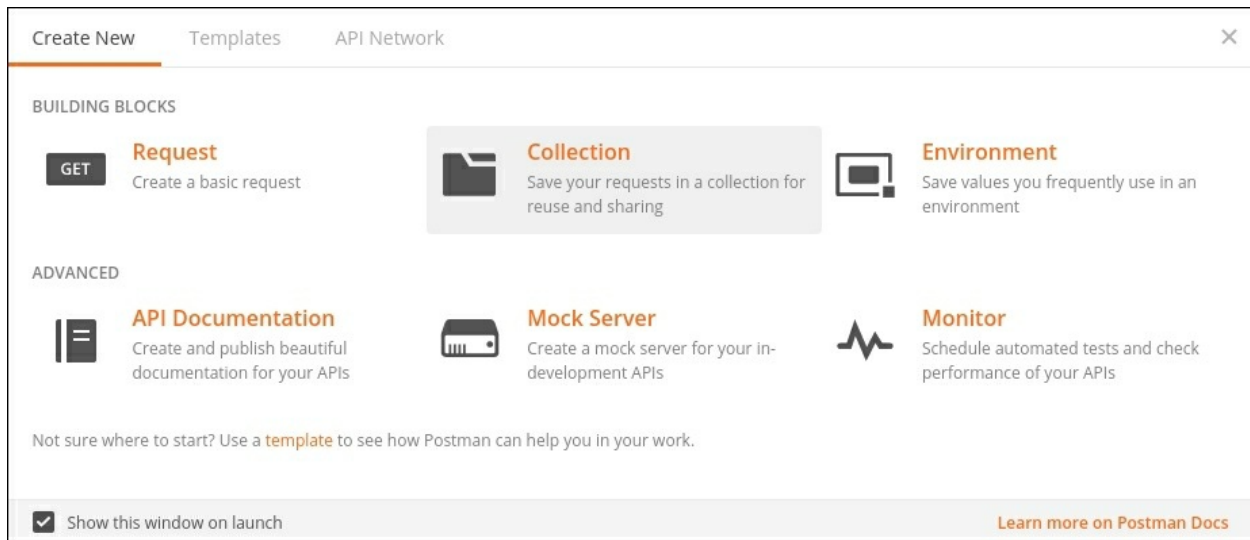 Create New
Templates
API Network
BUILDING BLOCKS
GET
Request
Create a basic request
Collection
Save your requests in a collection for
reuse and sharing
Environment
Save values you frequently use in an
environment
ADVANCED
API Documentation
Create and publish beautiful
documentation for your APIs
Mock Server
Create a mock server for your in-
development APIs
Monitor
Schedule automated tests and check
performance of your APIs
Not sure where to start? Use a template to see how Postman can help you in your work.
Show this window on launch
Learn more on Postman Docs